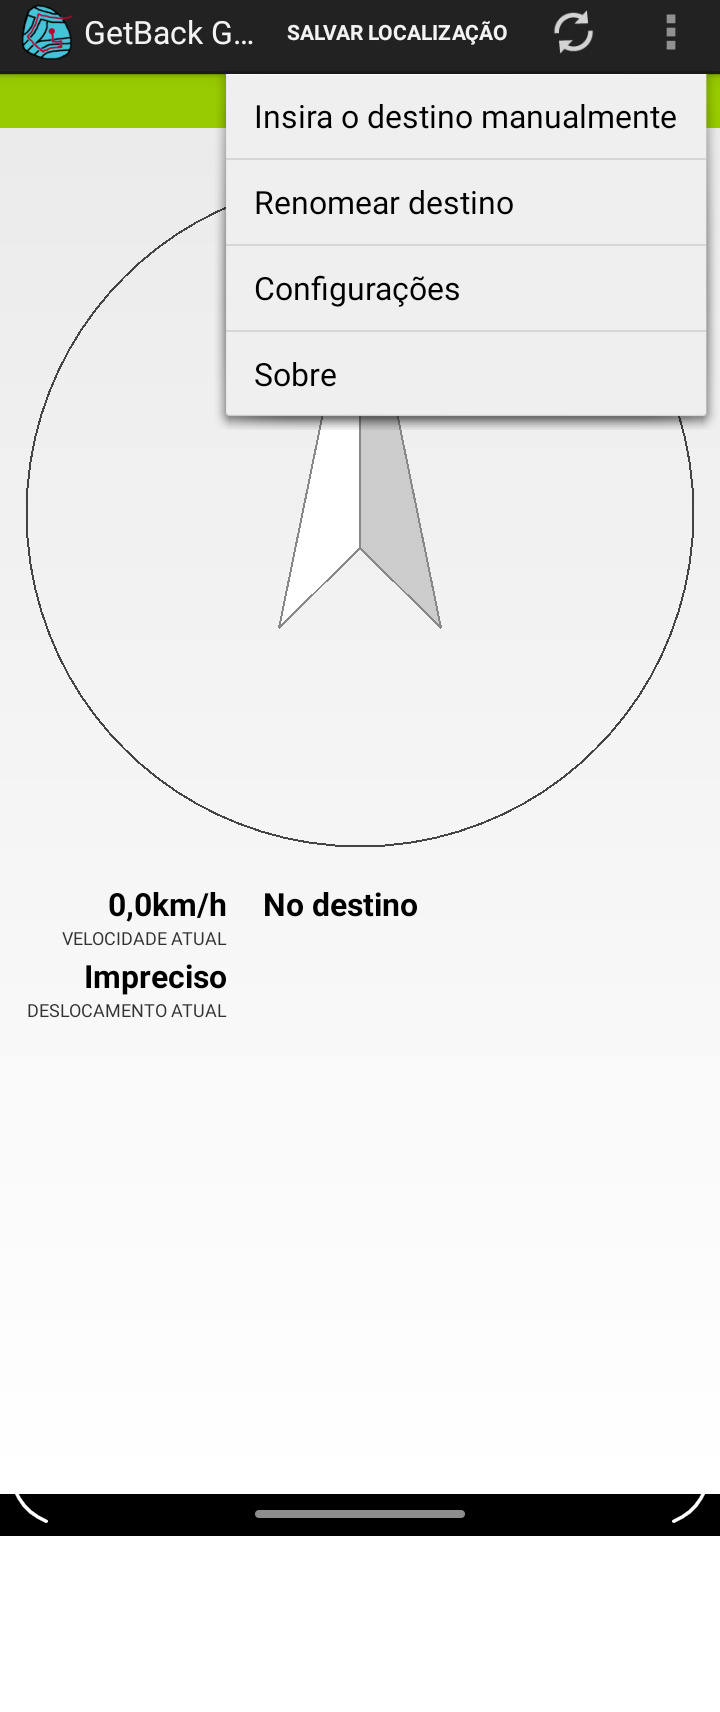 GetBack G...
SALVAR LOCALIZAÇÃO
Insira o destino manualmente
Renomear destino
Configurações
Sobre
0,0km/h
No destino
VELOCIDADE ATUAL
Impreciso
DESLOCAMENTO ATUAL